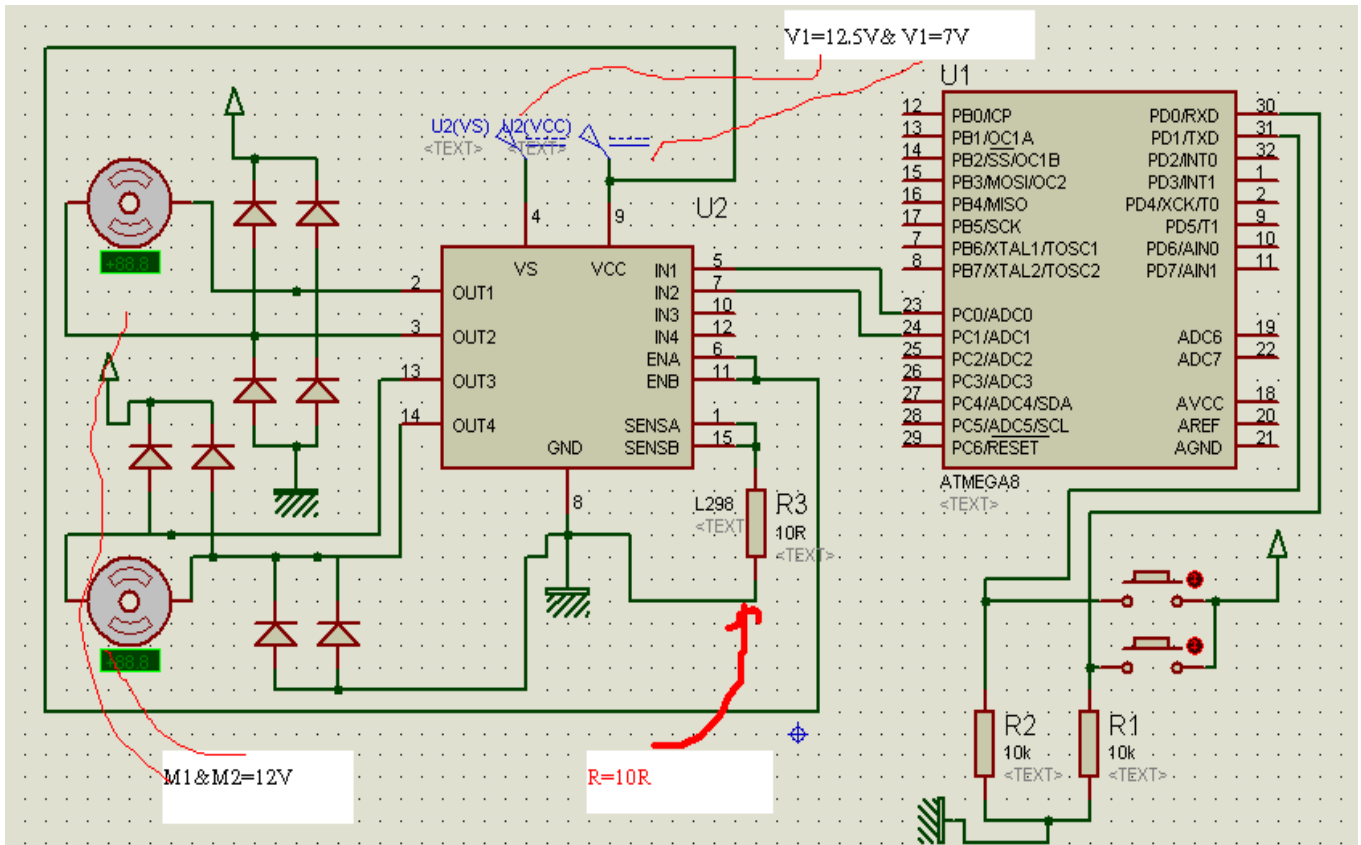 V1=12.5V& V1=7V
U1
U2(VS) U2(VCC)
<TEXT> <TEXT>
U2
4
9
VS
VCC
2 OUT1
3 OUT2
13 OUT3
14 OUT4
GND
8
IN1 5
IN2 7
IN3 10
IN4 12
ENA 6
ENB 11
SENSA 1
SENSB 15
L298
<TEXT>
R3
10R
<TEXT>
+88.8
+88.8
12 PB0/ICP
13 PB1/OC1A
14 PB2/SS/OC1B
15 PB3/MOSI/OC2
16 PB4/MISO
17 PB5/SCK
7 PB6/XTAL1/TOSC1
8 PB7/XTAL2/TOSC2
23 PC0/ADC0
24 PC1/ADC1
25 PC2/ADC2
26 PC3/ADC3
27 PC4/ADC4/SDA
28 PC5/ADC5/SCL
29 PC6/RESET
PD0/RXD 30
PD1/TXD 31
PD2/INT0 32
PD3/INT1 1
PD4/XCK/T0 2
PD5/T1 9
PD6/AIN0 10
PD7/AIN1 11
ADC6 19
ADC7 22
AVCC 18
AREF 20
AGND 21
ATMEGA8
<TEXT>
R2
10k
<TEXT>
R1
10k
<TEXT>
M1&M2=12V
R=10R